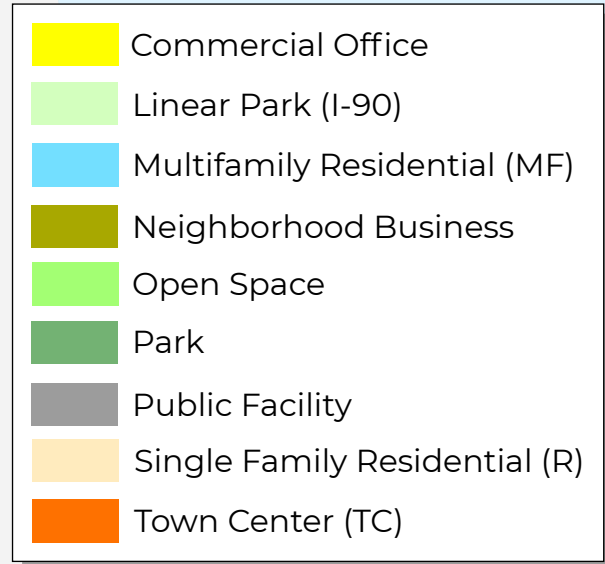 Commercial Office
Linear Park (I-90)
Multifamily Residential (MF)
Neighborhood Business
Open Space
Park
Public Facility
Single Family Residential (R)
Town Center (TC)